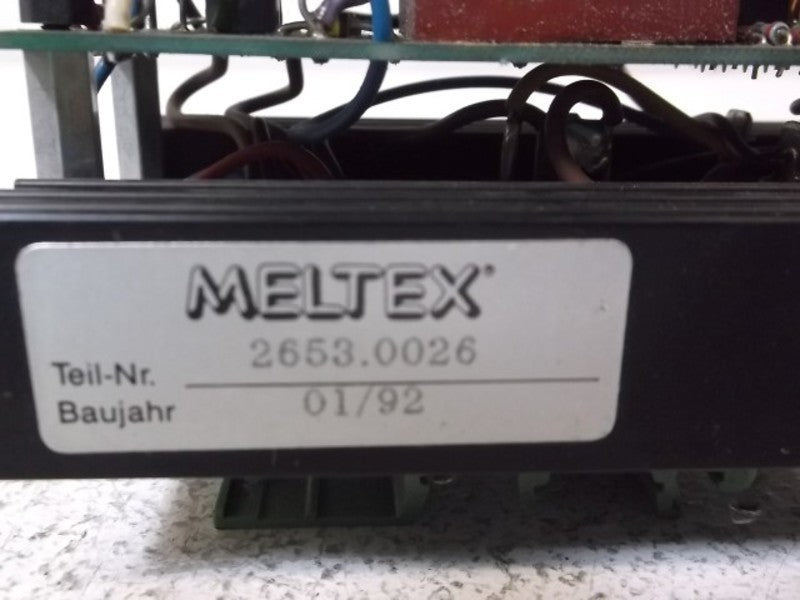 MELTEX
2653.0026
Teil-Nr.
01/92
Baujahr